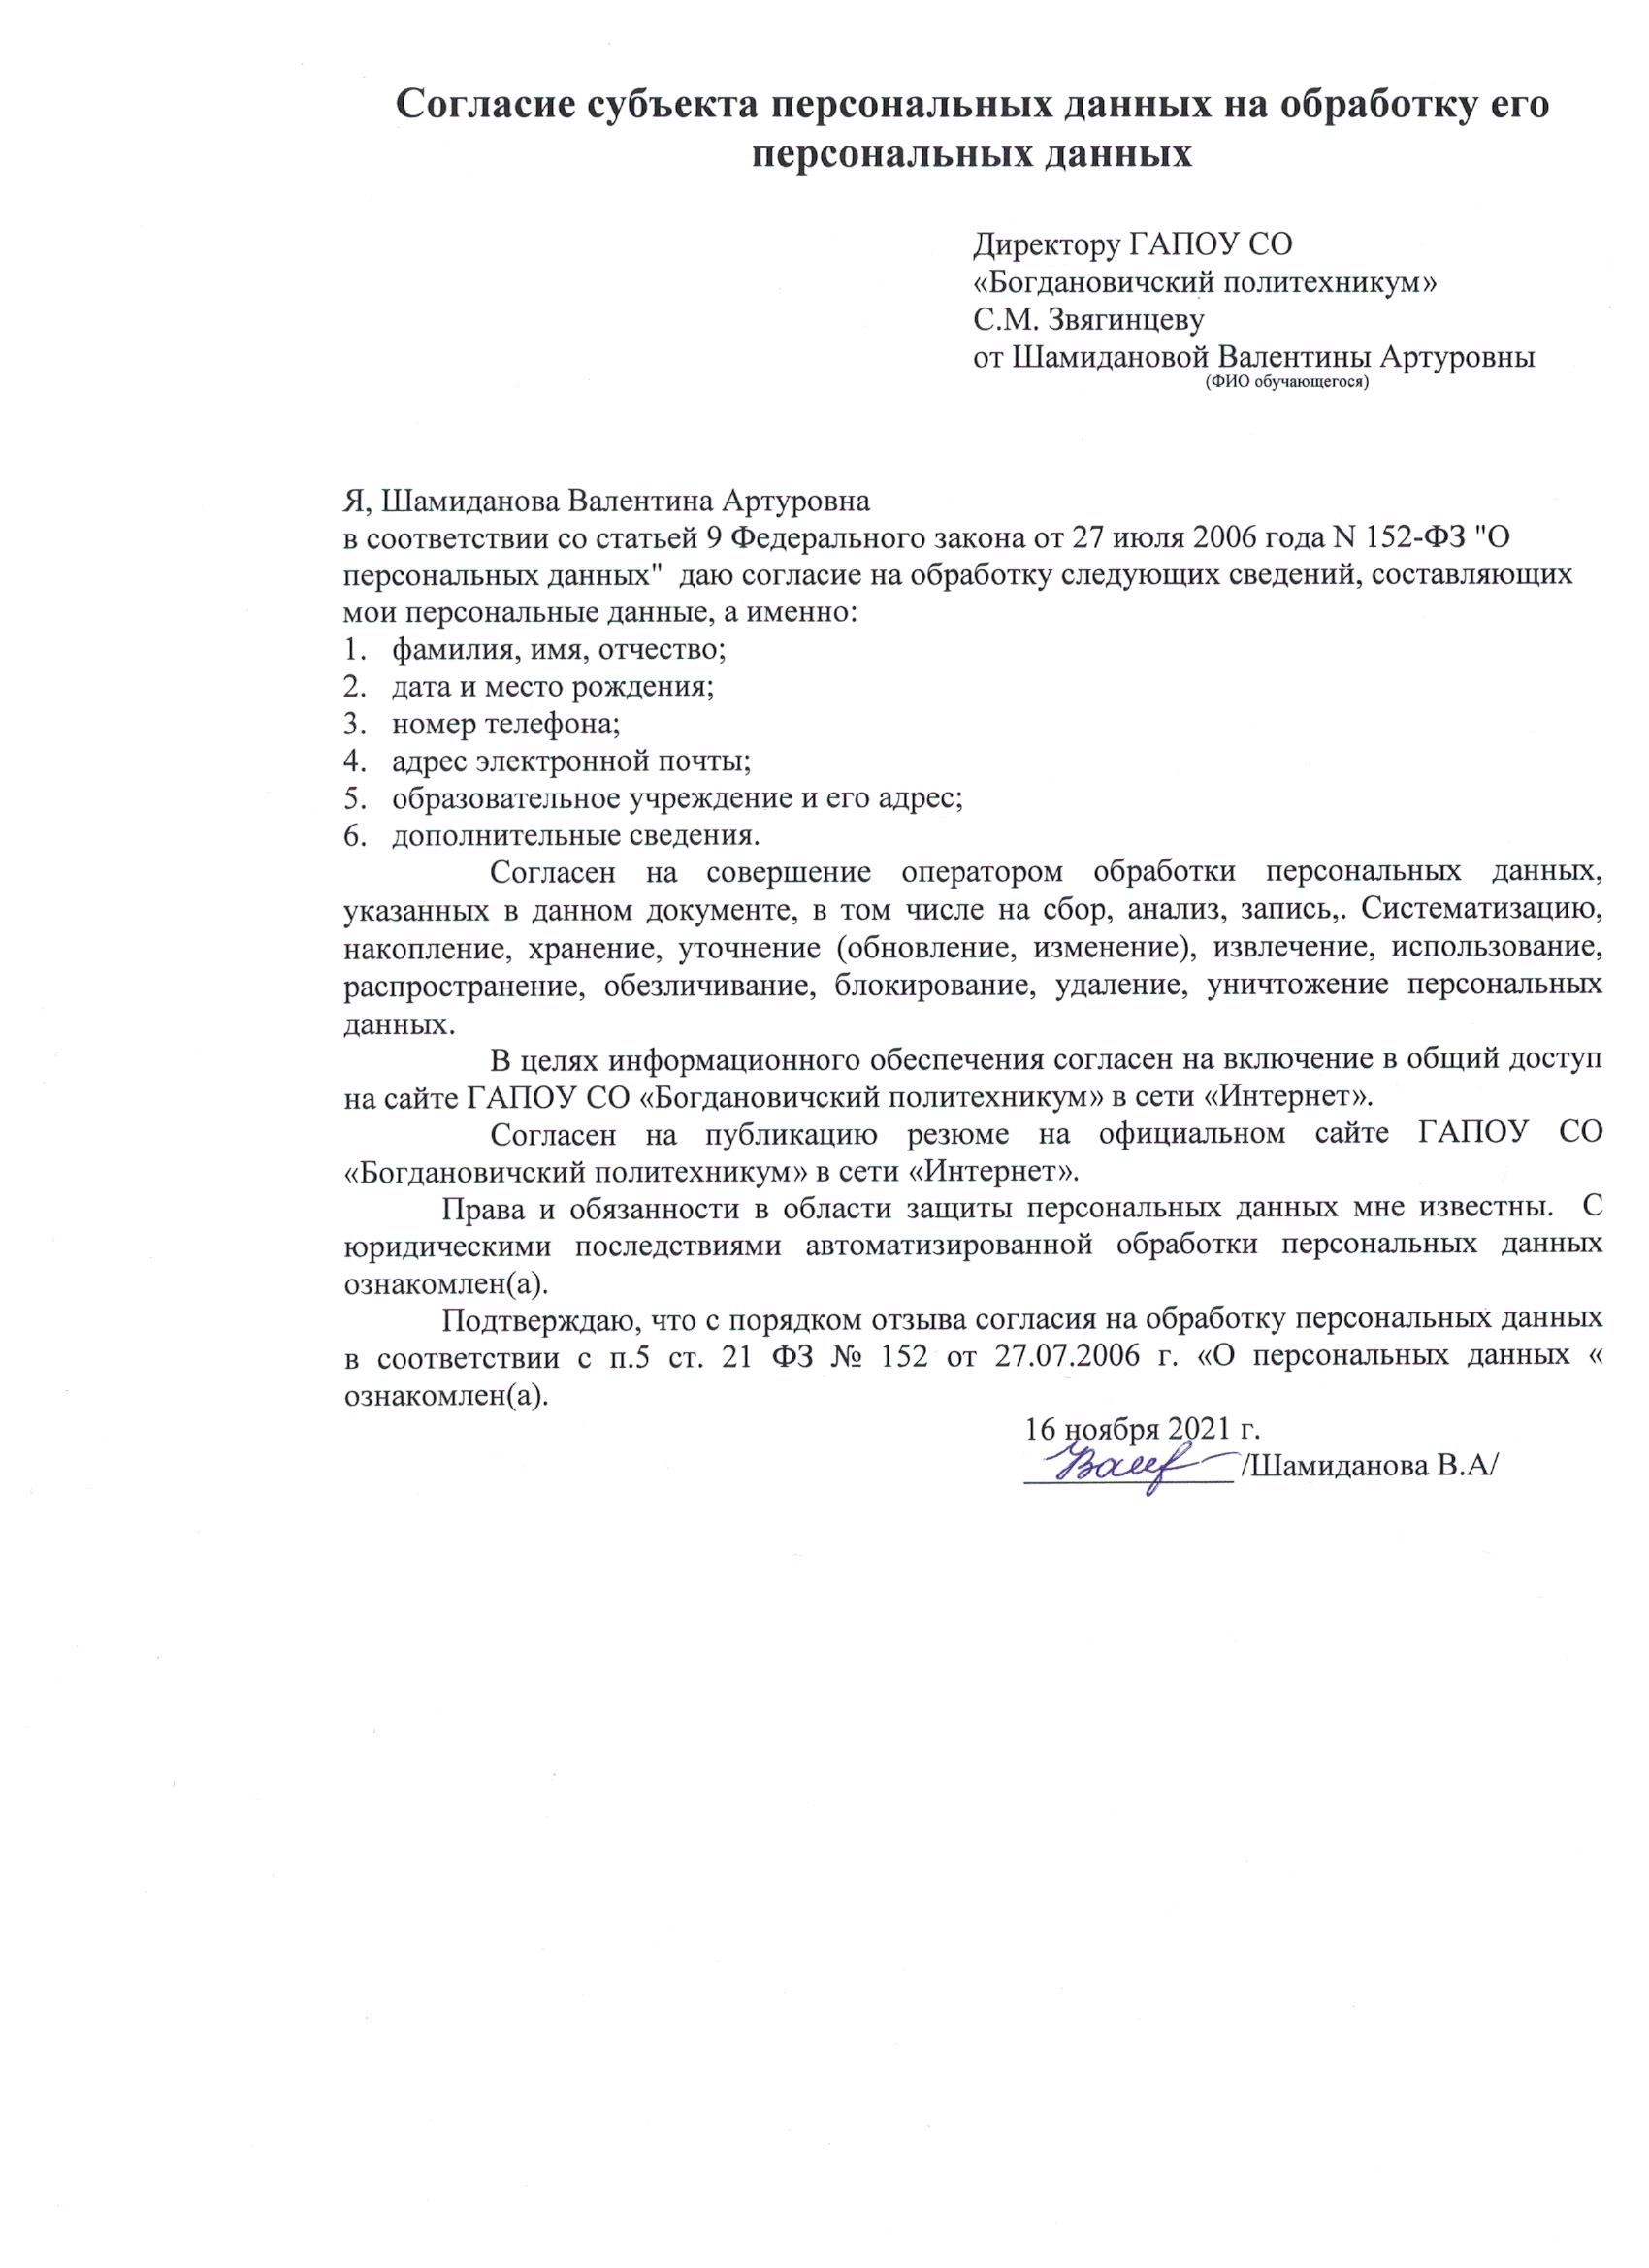 Согласие субъекта персональных данных на обработку его
персональных данных
Директору ГАПОУ СО
«Богдановичский политехникум»
С.М. Звягинцеву
от Шамидановой Валентины Артуровны
(ФИО обучающегося)
Я, Шамиданова Валентина Артуровна
в соответствии со статьей 9 Федерального закона от 27 июля 2006 года N 152-ФЗ "О
персональных данных"  даю согласие на обработку следующих сведений, составляющих
мои персональные данные, а именно:
1. фамилия, имя, отчество;
2. дата и место рождения;
3. номер телефона;
4. адрес электронной почты;
5. образовательное учреждение и его адрес;
6. дополнительные сведения.
Согласен на совершение оператором обработки персональных данных,
указанных в данном документе, в том числе на сбор, анализ, запись,. Систематизацию,
накопление, хранение, уточнение (обновление, изменение), извлечение, использование,
распространение, обезличивание, блокирование, удаление, уничтожение персональных
данных.
В целях информационного обеспечения согласен на включение в общий доступ
на сайте ГАПОУ СО «Богдановичский политехникум» в сети «Интернет».
Согласен на публикацию резюме на официальном сайте ГАПОУ СО
«Богдановичский политехникум» в сети «Интернет».
Права и обязанности в области защиты персональных данных мне известны. С
юридическими последствиями автоматизированной обработки персональных данных
ознакомлен(а).
Подтверждаю, что с порядком отзыва согласия на обработку персональных данных
в соответствии с п.5 ст. 21 ФЗ № 152 от 27.07.2006 г. «О персональных данных «
ознакомлен(а).
16 ноября 2021 г.
/Шамиданова В.А/